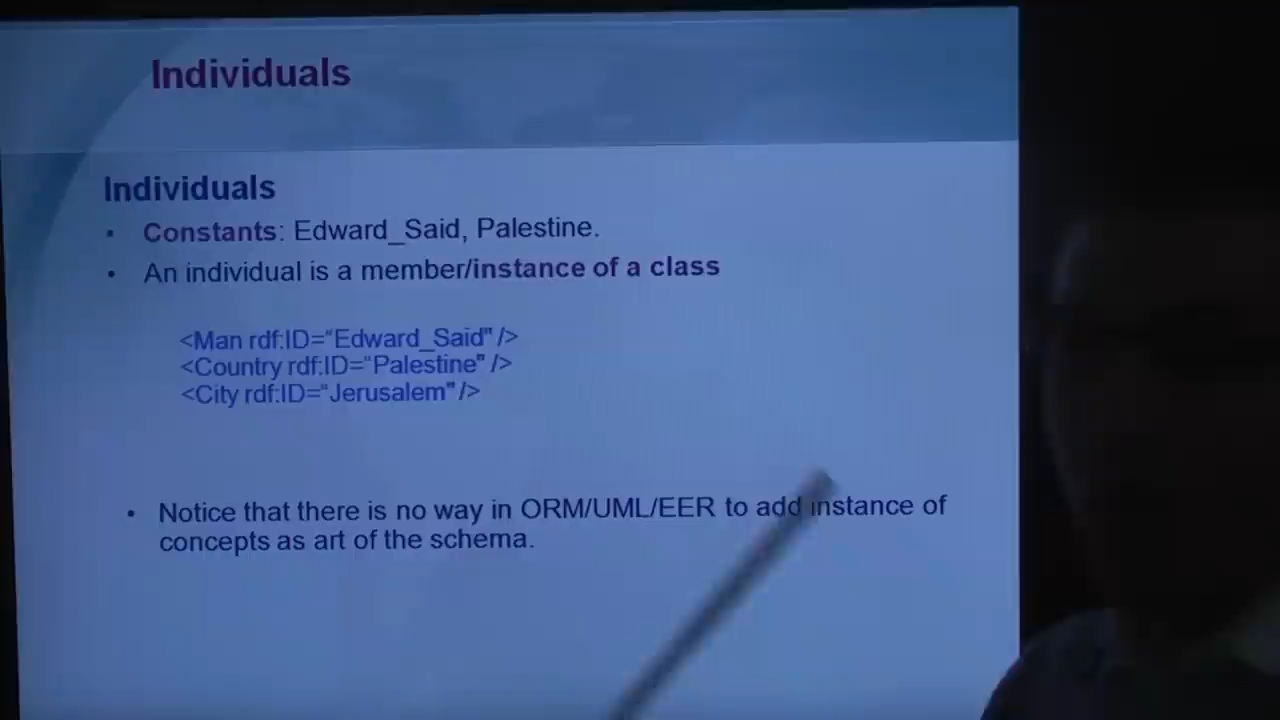 Individuals
Individuals
• Constants: Edward_Said, Palestine.
• An individual is a member/instance of a class
<Man rdf:ID=“Edward_Said" />
<Country rdf:ID=“Palestine" />
<City rdf:ID=“Jerusalem" />
• Notice that there is no way in ORM/UML/EER to add instance of
concepts as art of the schema.